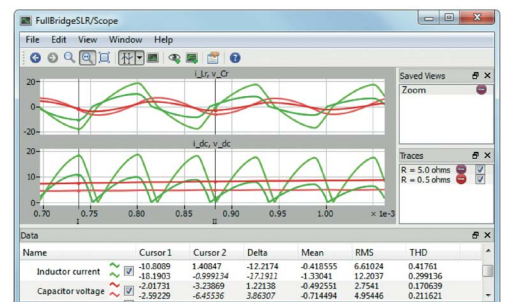 FullBridgeSLR/Scope
File Edit View Window Help
i_Lr, v_Cr
20
0
-20
i_dc, v_dc
20
10
0
0.70 0.75 0.80 0.85 0.90 0.95 1.00 × 1e-3
I II
Saved Views
Zoom
Traces
R = 5.0 ohms
R = 0.5 ohms
Data
Name Cursor 1 Cursor 2 Delta Mean RMS THD
Inductor current -10.8089 1.40847 -12.2174 -0.418555 6.61024 0.41761
-18.1903 -0.999134 -17.1911 -1.33041 12.2037 0.299136
Capacitor voltage -2.01731 -3.23869 1.22138 -0.492551 2.7541 0.170639
-2.59229 -6.45536 3.86307 -0.714494 4.95446 0.211621